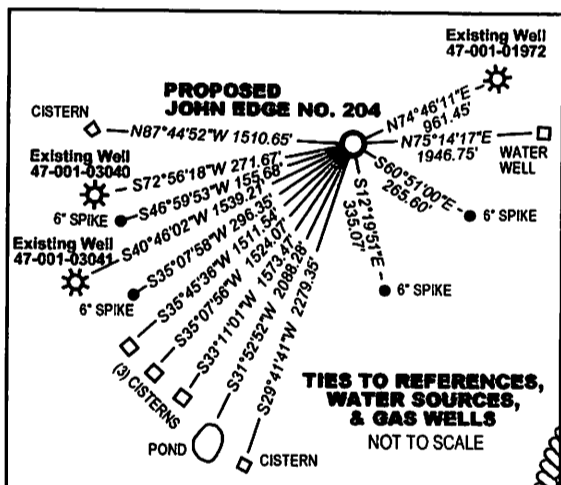 Existing Well
47-001-01972
PROPOSED
JOHN EDGE NO. 204
CISTERN
N87°44'52"W 1510.65'
N74°46'11"E
961.45'
N75°14'17"E
1946.75'
WATER
WELL
Existing Well
47-001-03040
S72°56'18"W 271.67'
S46°59'53"W 155.68'
6" SPIKE
S60°51'00"E
265.60'
6" SPIKE
S12°19'51"E
335.07'
6" SPIKE
Existing Well
47-001-03041
S40°46'02"W 1539.21'
S35°07'58"W 296.35'
6" SPIKE
S35°45'36"W 1511.54'
S35°07'56"W 1524.07'
S33°11'01"W 1573.47'
(3) CISTERNS
S31°52'52"W 2088.28'
POND
S29°41'41"W 2279.35'
CISTERN
TIES TO REFERENCES,
WATER SOURCES,
& GAS WELLS
NOT TO SCALE